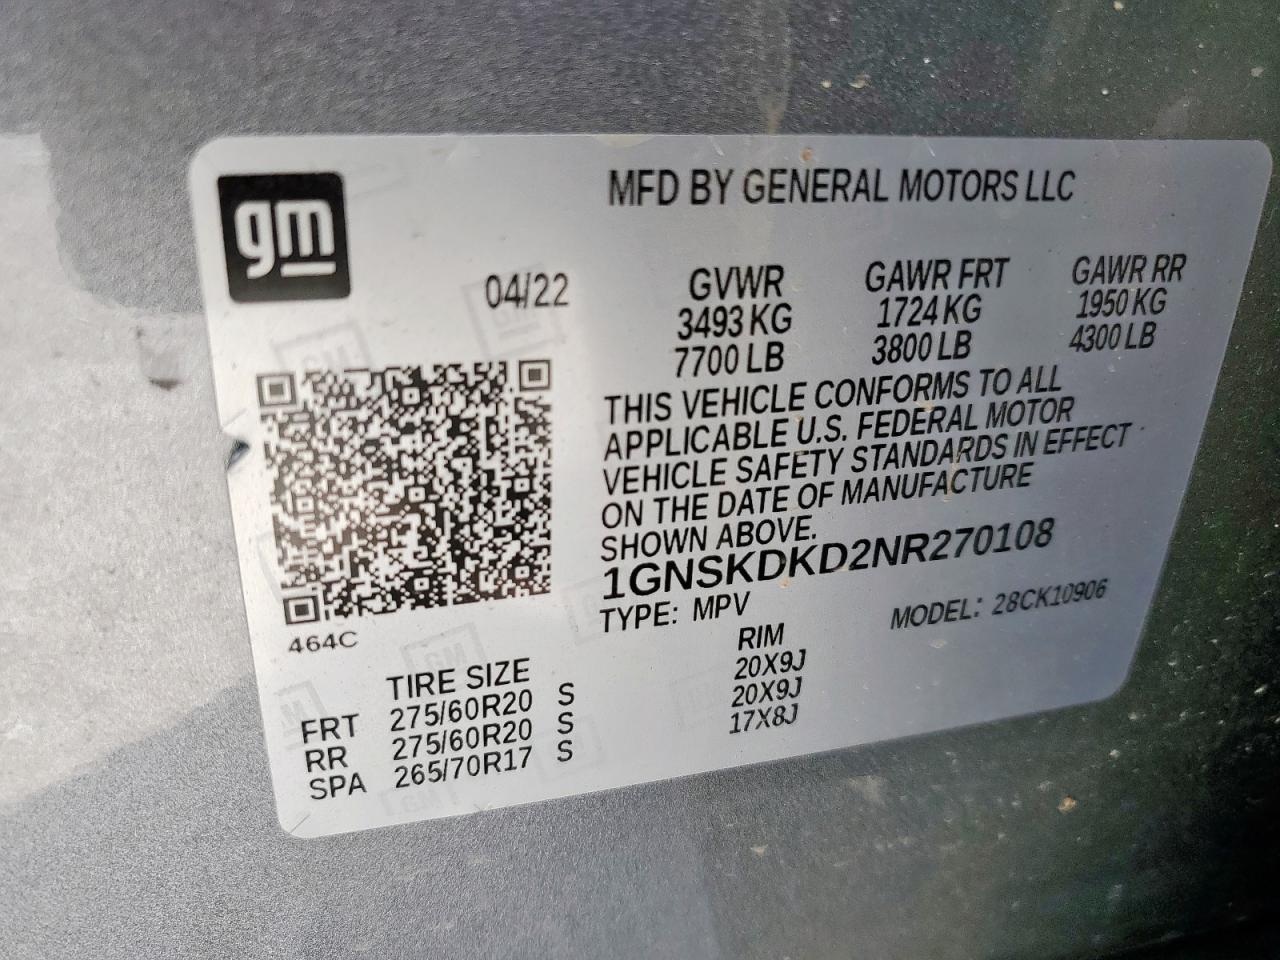 gm
MFD BY GENERAL MOTORS LLC
04/22
GVWR GAWR FRT GAWR RR
3493 KG 1724 KG 1950 KG
7700 LB 3800 LB 4300 LB
THIS VEHICLE CONFORMS TO ALL
APPLICABLE U.S. FEDERAL MOTOR
VEHICLE SAFETY STANDARDS IN EFFECT
ON THE DATE OF MANUFACTURE
SHOWN ABOVE.
1GNSKDKD2NR270108
TYPE: MPV MODEL: 28CK10906
464C
TIRE SIZE RIM
FRT 275/60R20 S 20X9J
RR 275/60R20 S 20X9J
SPA 265/70R17 S 17X8J